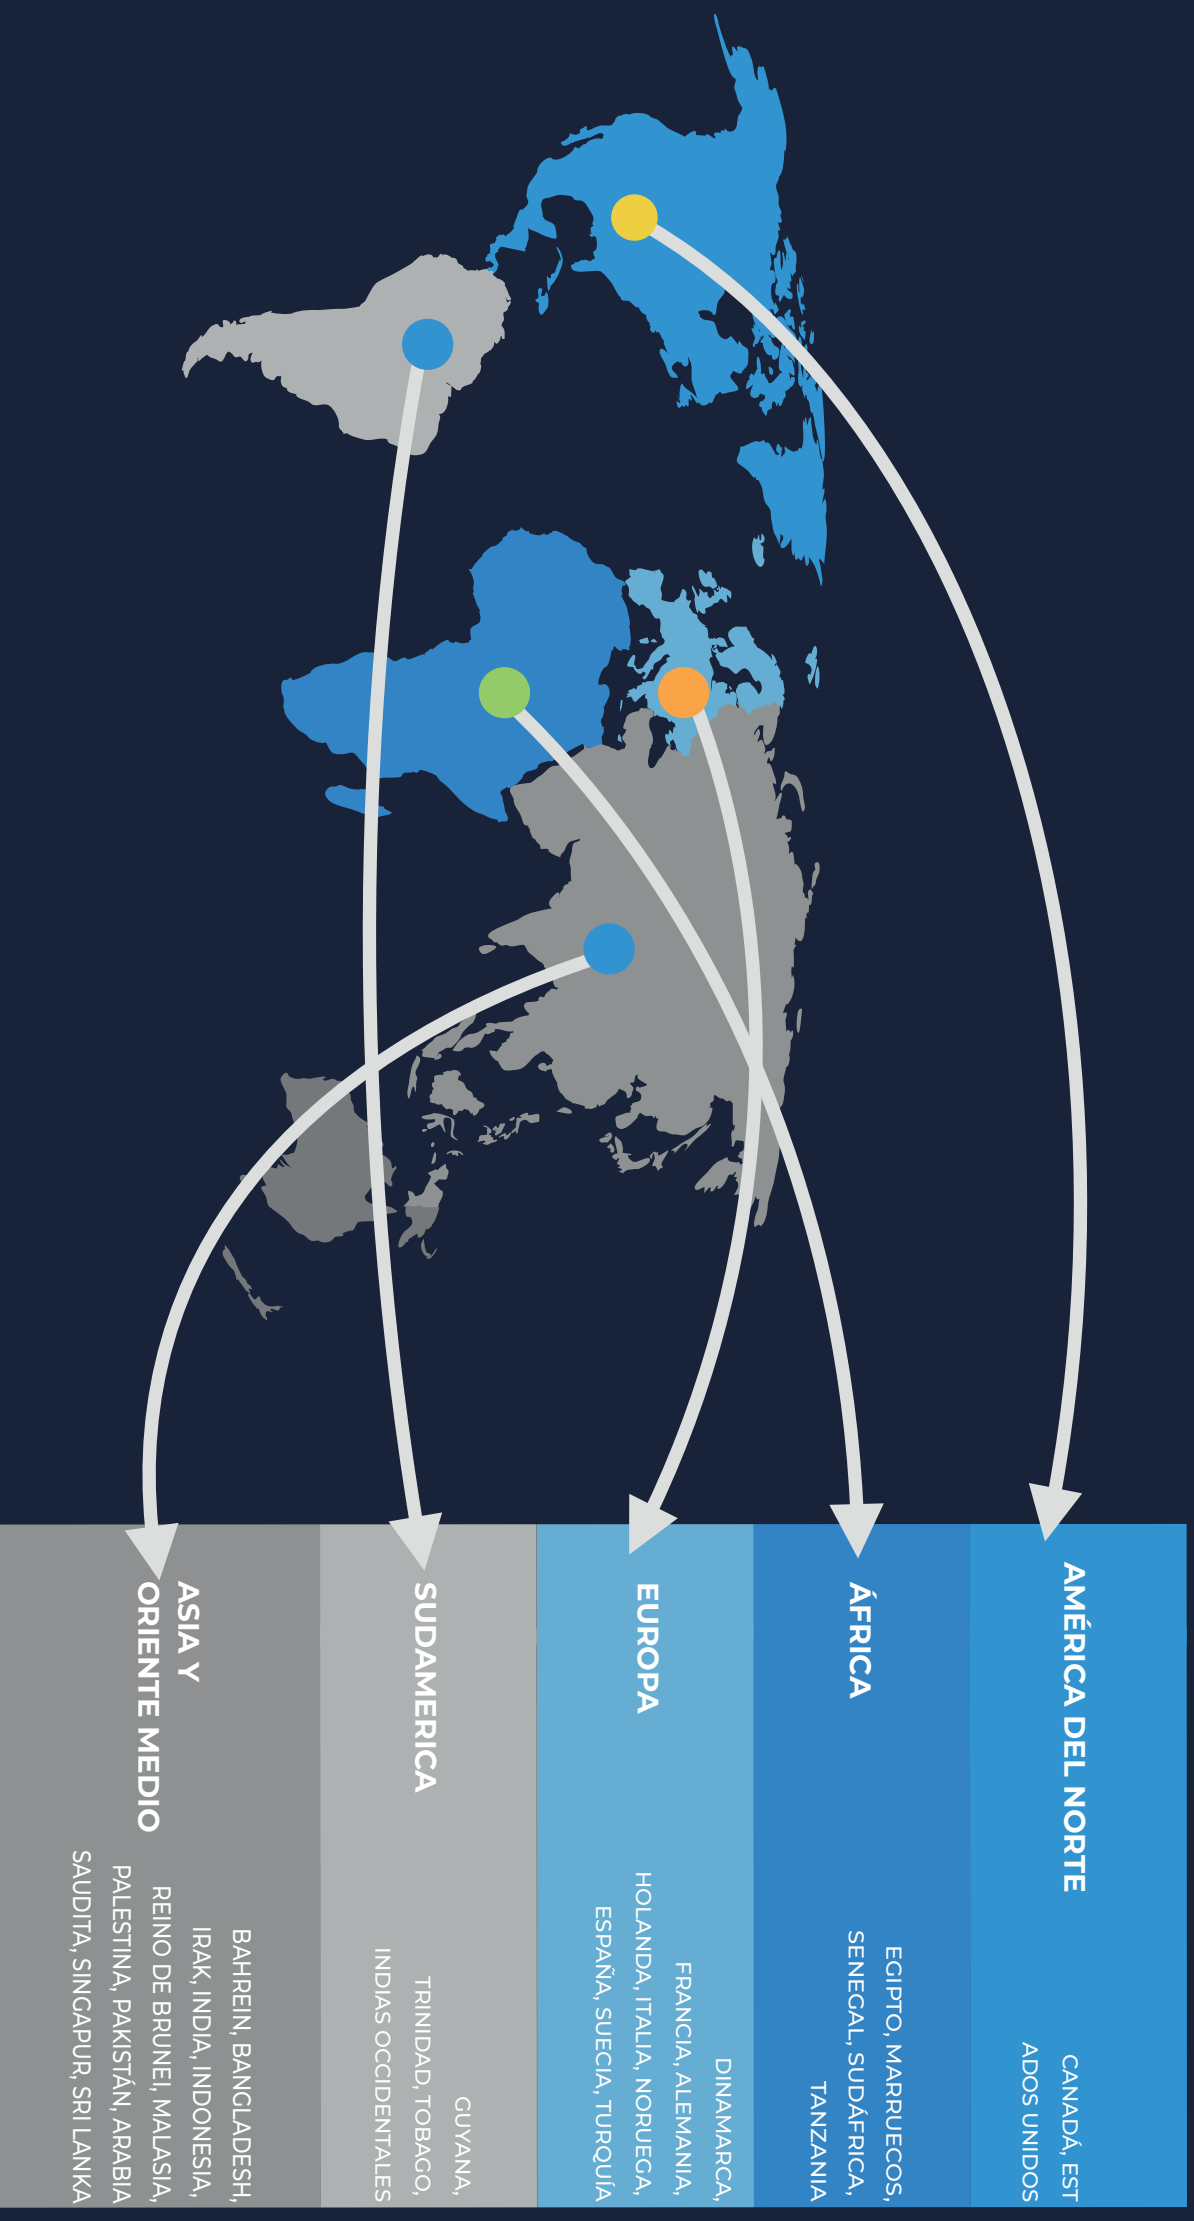 AMÉRICA DEL NORTE
CANADÁ, EST
ADOS UNIDOS
ÁFRICA
EGIPTO, MARRUECOS,
SENEGAL, SUDÁFRICA,
TANZANIA
EUROPA
DINAMARCA,
FRANCIA, ALEMANIA,
HOLANDA, ITALIA, NORUEGA,
ESPAÑA, SUECIA, TURQUÍA
SUDAMERICA
GUYANA,
TRINIDAD, TOBAGO,
INDIAS OCCIDENTALES
ASIA Y
ORIENTE MEDIO
BAHREIN, BANGLADESH,
IRAK, INDIA, INDONESIA,
REINO DE BRUNEI, MALASIA,
PALESTINA, PAKISTÁN, ARABIA
SAUDITA, SINGAPUR, SRI LANKA